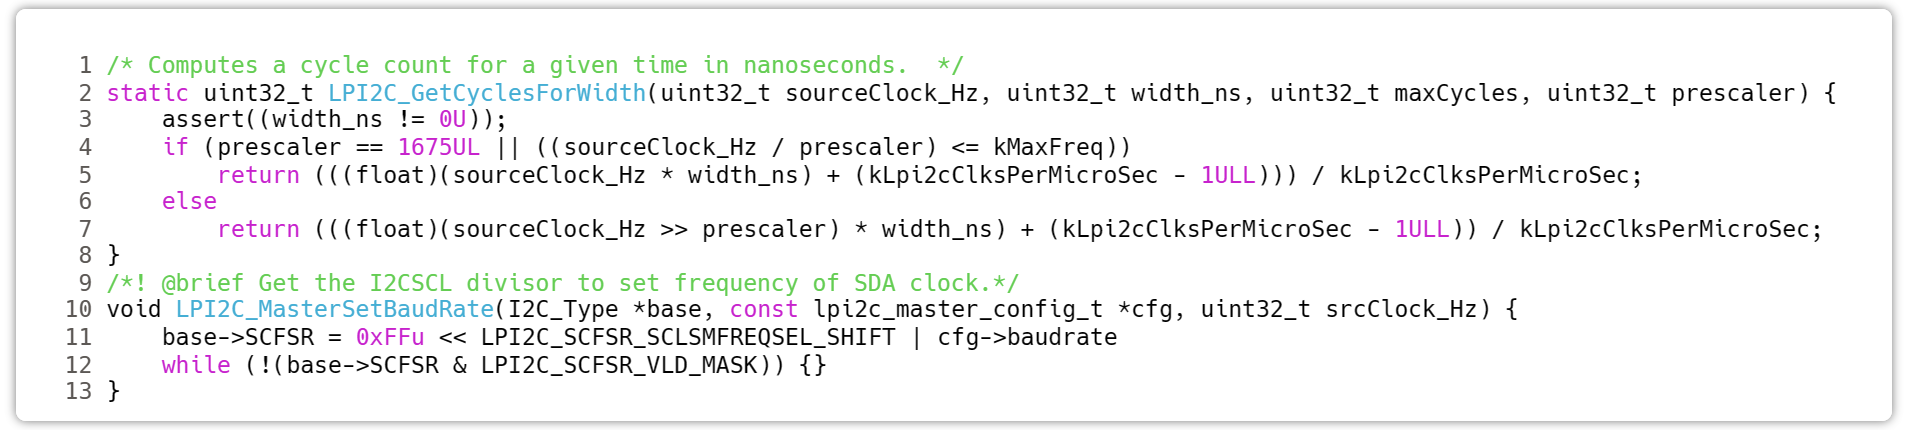 1 /* Computes a cycle count for a given time in nanoseconds.  */
2 static uint32_t LPI2C_GetCyclesForWidth(uint32_t sourceClock_Hz, uint32_t width_ns, uint32_t maxCycles, uint32_t prescaler) {
3     assert((width_ns != 0U));
4     if (prescaler == 1675UL || ((sourceClock_Hz / prescaler) <= kMaxFreq))
5         return (((float)(sourceClock_Hz * width_ns) + (kLpi2cClksPerMicroSec - 1ULL))) / kLpi2cClksPerMicroSec;
6     else
7         return (((float)(sourceClock_Hz >> prescaler) * width_ns) + (kLpi2cClksPerMicroSec - 1ULL)) / kLpi2cClksPerMicroSec;
8 }
9 /*! @brief Get the I2CSCL divisor to set frequency of SDA clock.*/
10 void LPI2C_MasterSetBaudRate(I2C_Type *base, const lpi2c_master_config_t *cfg, uint32_t srcClock_Hz) {
11     base->SCFSR = 0xFFu << LPI2C_SCFSR_SCLSMFREQSEL_SHIFT | cfg->baudrate
12     while (!(base->SCFSR & LPI2C_SCFSR_VLD_MASK)) {}
13 }